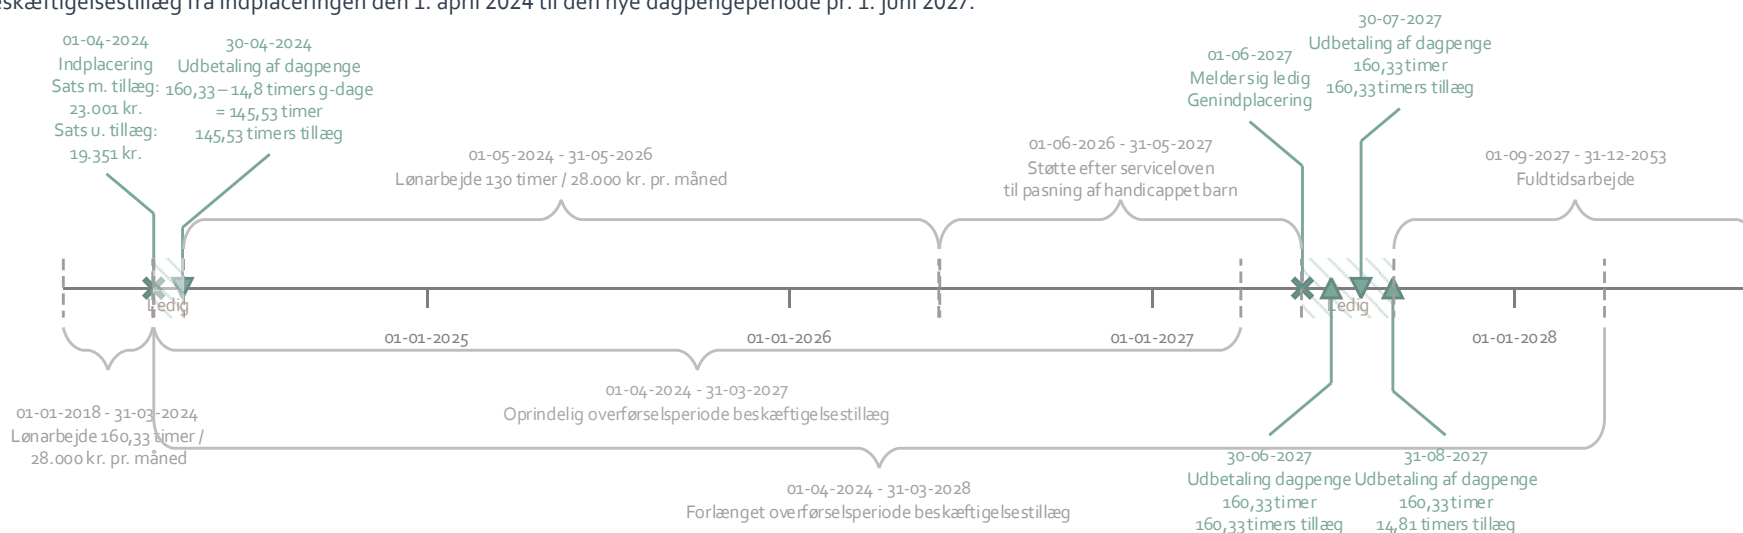 eskæftigelsestillæg fra indplaceringen den 1. april 2024 til den nye dagpengeperiode pr. 1. juni 2027.
01-04-2024
Indplacering
Sats m. tillæg:
23.001 kr.
Sats u. tillæg:
19.351 kr.
30-04-2024
Udbetaling af dagpenge
160,33 – 14,8 timers g-dage
= 145,53 timer
145,53 timers tillæg
01-05-2024 - 31-05-2026
Lønarbejde 130 timer / 28.000 kr. pr. måned
01-06-2026 - 31-05-2027
Støtte efter serviceloven
til pasning af handicappet barn
01-06-2027
Melder sig ledig
Genindplacering
30-07-2027
Udbetaling af dagpenge
160,33 timer
160,33 timers tillæg
01-09-2027 - 31-12-2053
Fuldtidsarbejde
Ledig
Ledig
01-01-2025
01-01-2026
01-01-2027
01-01-2028
01-01-2018 - 31-03-2024
Lønarbejde 160,33 timer /
28.000 kr. pr. måned
01-04-2024 - 31-03-2027
Oprindelig overførselsperiode beskæftigelsestillæg
01-04-2024 - 31-03-2028
Forlænget overførselsperiode beskæftigelsestillæg
30-06-2027
Udbetaling dagpenge
160,33 timer
160,33 timers tillæg
31-08-2027
Udbetaling af dagpenge
160,33 timer
14,81 timers tillæg